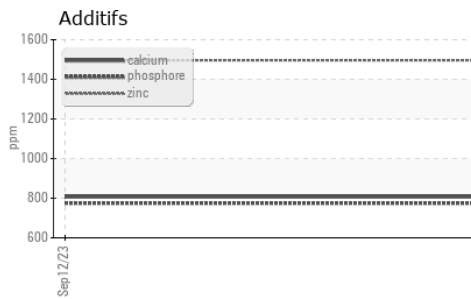 Additifs
1600
1400
1200
1000
800
600
ppm
calcium
phosphore
zinc
Sep12/23